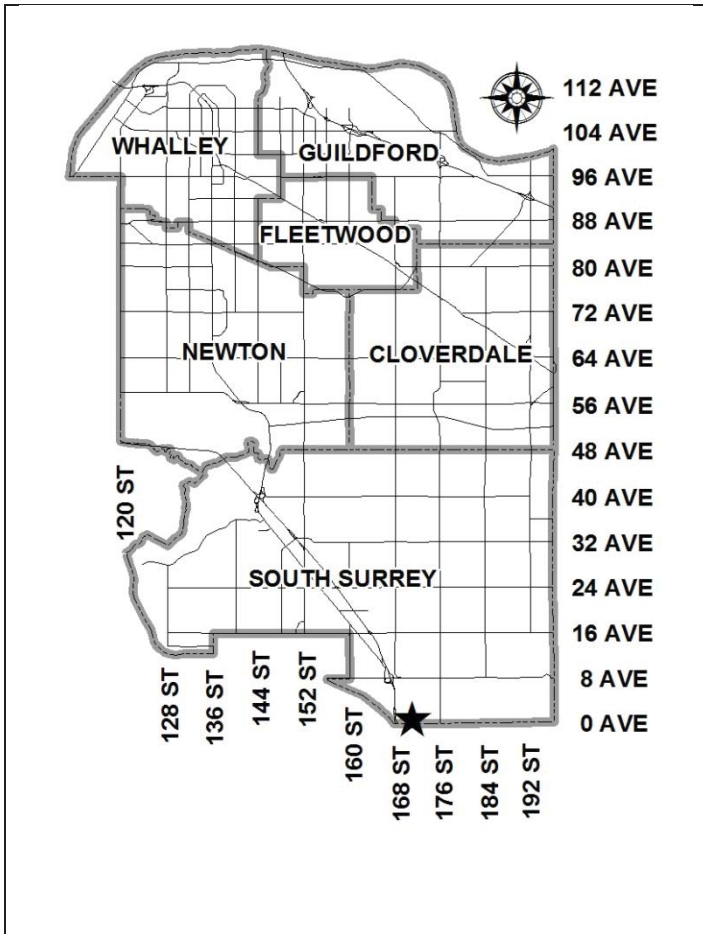 112 AVE
104 AVE
WHALLEY
GUILDFORD
96 AVE
88 AVE
FLEETWOOD
80 AVE
72 AVE
NEWTON
CLOVERDALE
64 AVE
56 AVE
48 AVE
120 ST
40 AVE
32 AVE
SOUTH SURREY
24 AVE
16 AVE
128 ST
136 ST
144 ST
152 ST
8 AVE
160 ST
0 AVE
168 ST
176 ST
184 ST
192 ST